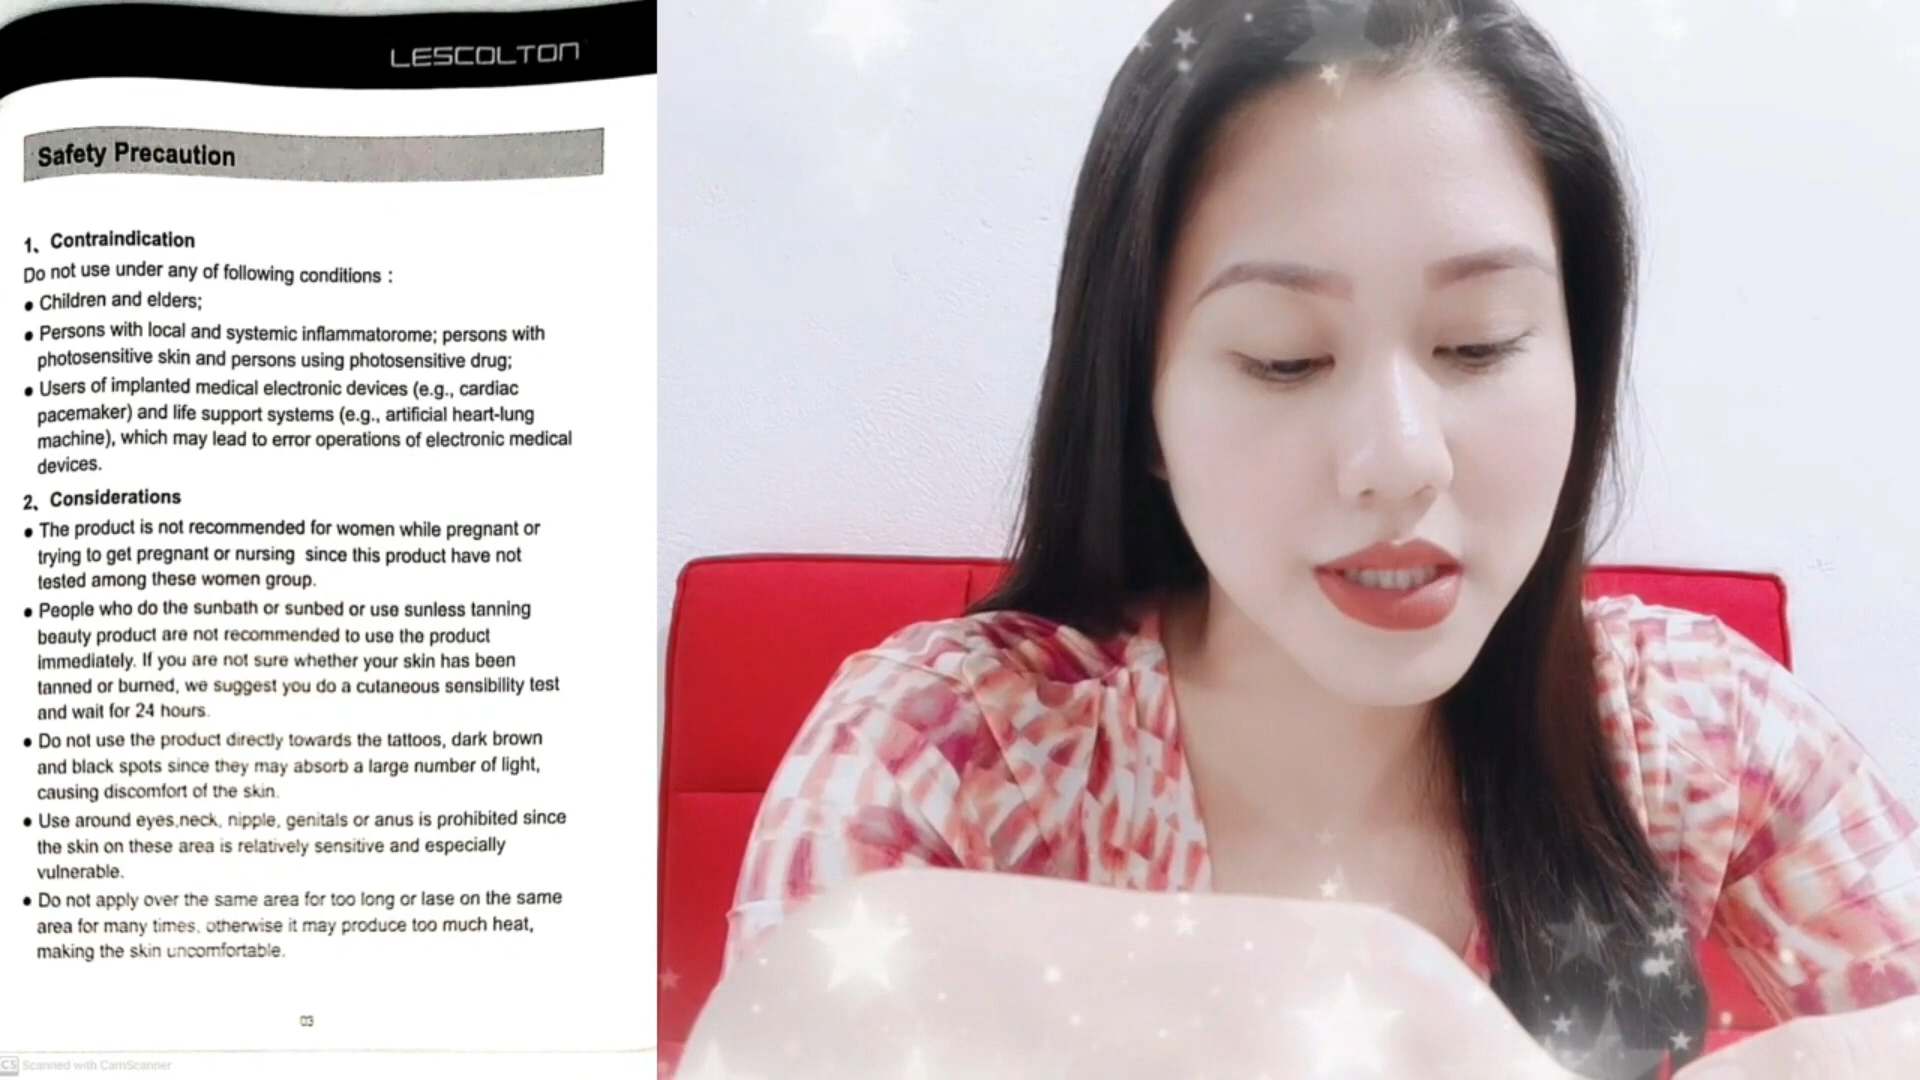 LESCOLTON
Safety Precaution
1、Contraindication
Do not use under any of following conditions :
● Children and elders;
● Persons with local and systemic inflammatorome; persons with
photosensitive skin and persons using photosensitive drug;
● Users of implanted medical electronic devices (e.g., cardiac
pacemaker) and life support systems (e.g., artificial heart-lung
machine), which may lead to error operations of electronic medical
devices.
2、Considerations
● The product is not recommended for women while pregnant or
trying to get pregnant or nursing since this product have not
tested among these women group.
● People who do the sunbath or sunbed or use sunless tanning
beauty product are not recommended to use the product
immediately. If you are not sure whether your skin has been
tanned or burned, we suggest you do a cutaneous sensibility test
and wait for 24 hours.
● Do not use the product directly towards the tattoos, dark brown
and black spots since they may absorb a large number of light,
causing discomfort of the skin.
● Use around eyes,neck, nipple, genitals or anus is prohibited since
the skin on these area is relatively sensitive and especially
vulnerable.
● Do not apply over the same area for too long or lase on the same
area for many times, otherwise it may produce too much heat,
making the skin uncomfortable.
03
CS Scanned with CamScanner